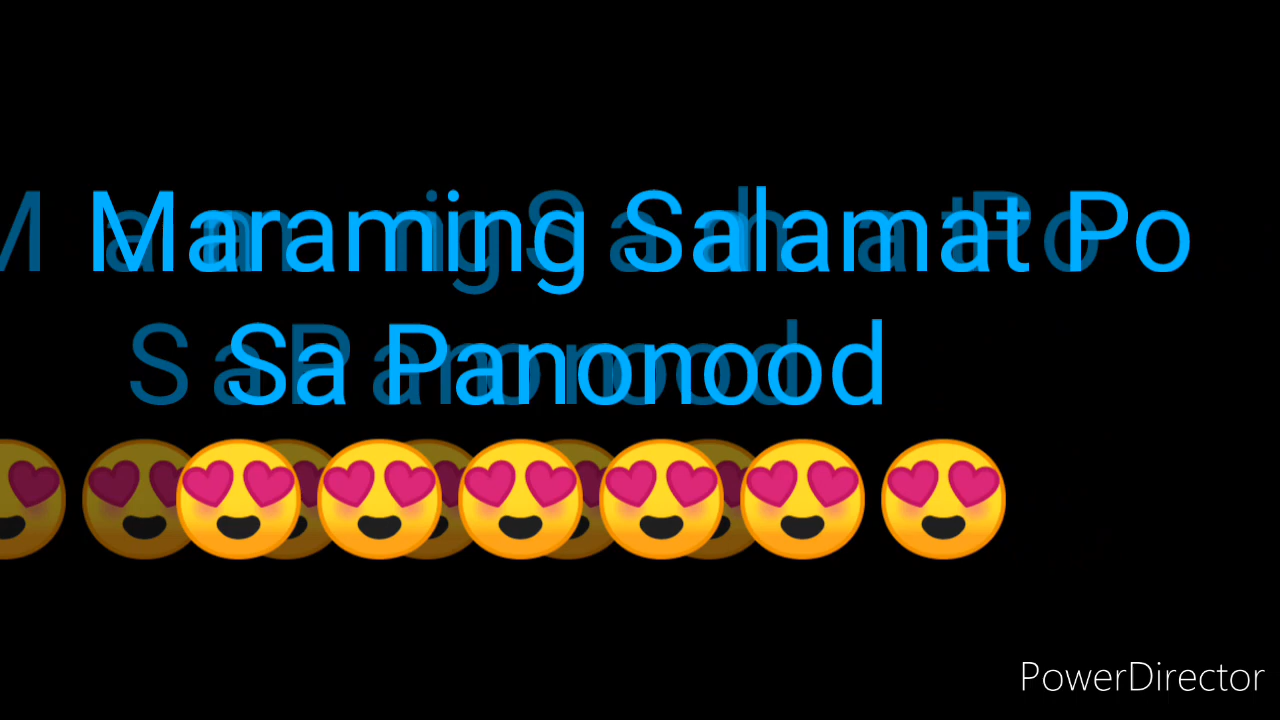 Maraming Salamat Po
Sa Panonood
😍😍😍😍😍😍
PowerDirector